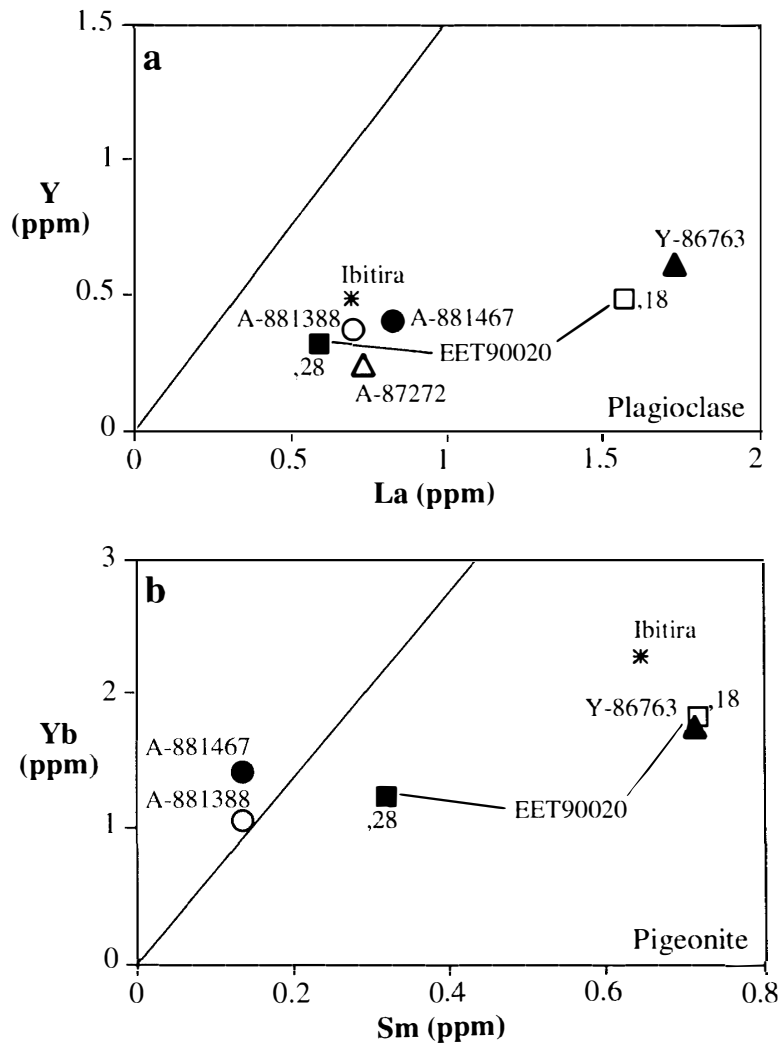 1.5
a
1
Y
(ppm)
Y-86763
Ibitira
0.5
A-881388
A-881467
,18
EET90020
,28
A-87272
0
Plagioclase
0
0.5
1
1.5
2
La (ppm)
3
b
Ibitira
2
Y-86763
,18
Yb
(ppm)
A-881467
A-881388
EET90020
1
,28
0
Pigeonite
0
0.2
0.4
0.6
0.8
Sm (ppm)